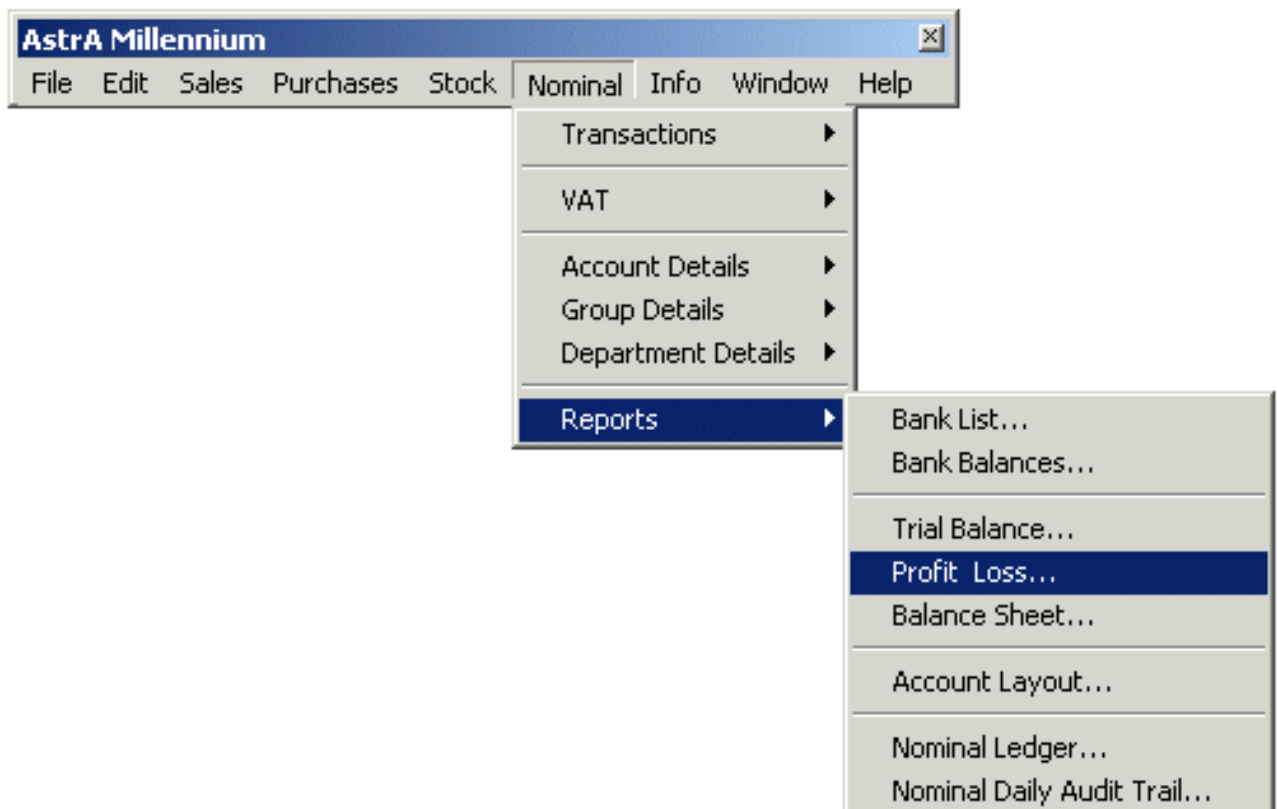 AstrA Millennium
File Edit Sales Purchases Stock Nominal Info Window Help
Transactions
VAT
Account Details
Group Details
Department Details
Reports
Bank List...
Bank Balances...
Trial Balance...
Profit  Loss...
Balance Sheet...
Account Layout...
Nominal Ledger...
Nominal Daily Audit Trail...